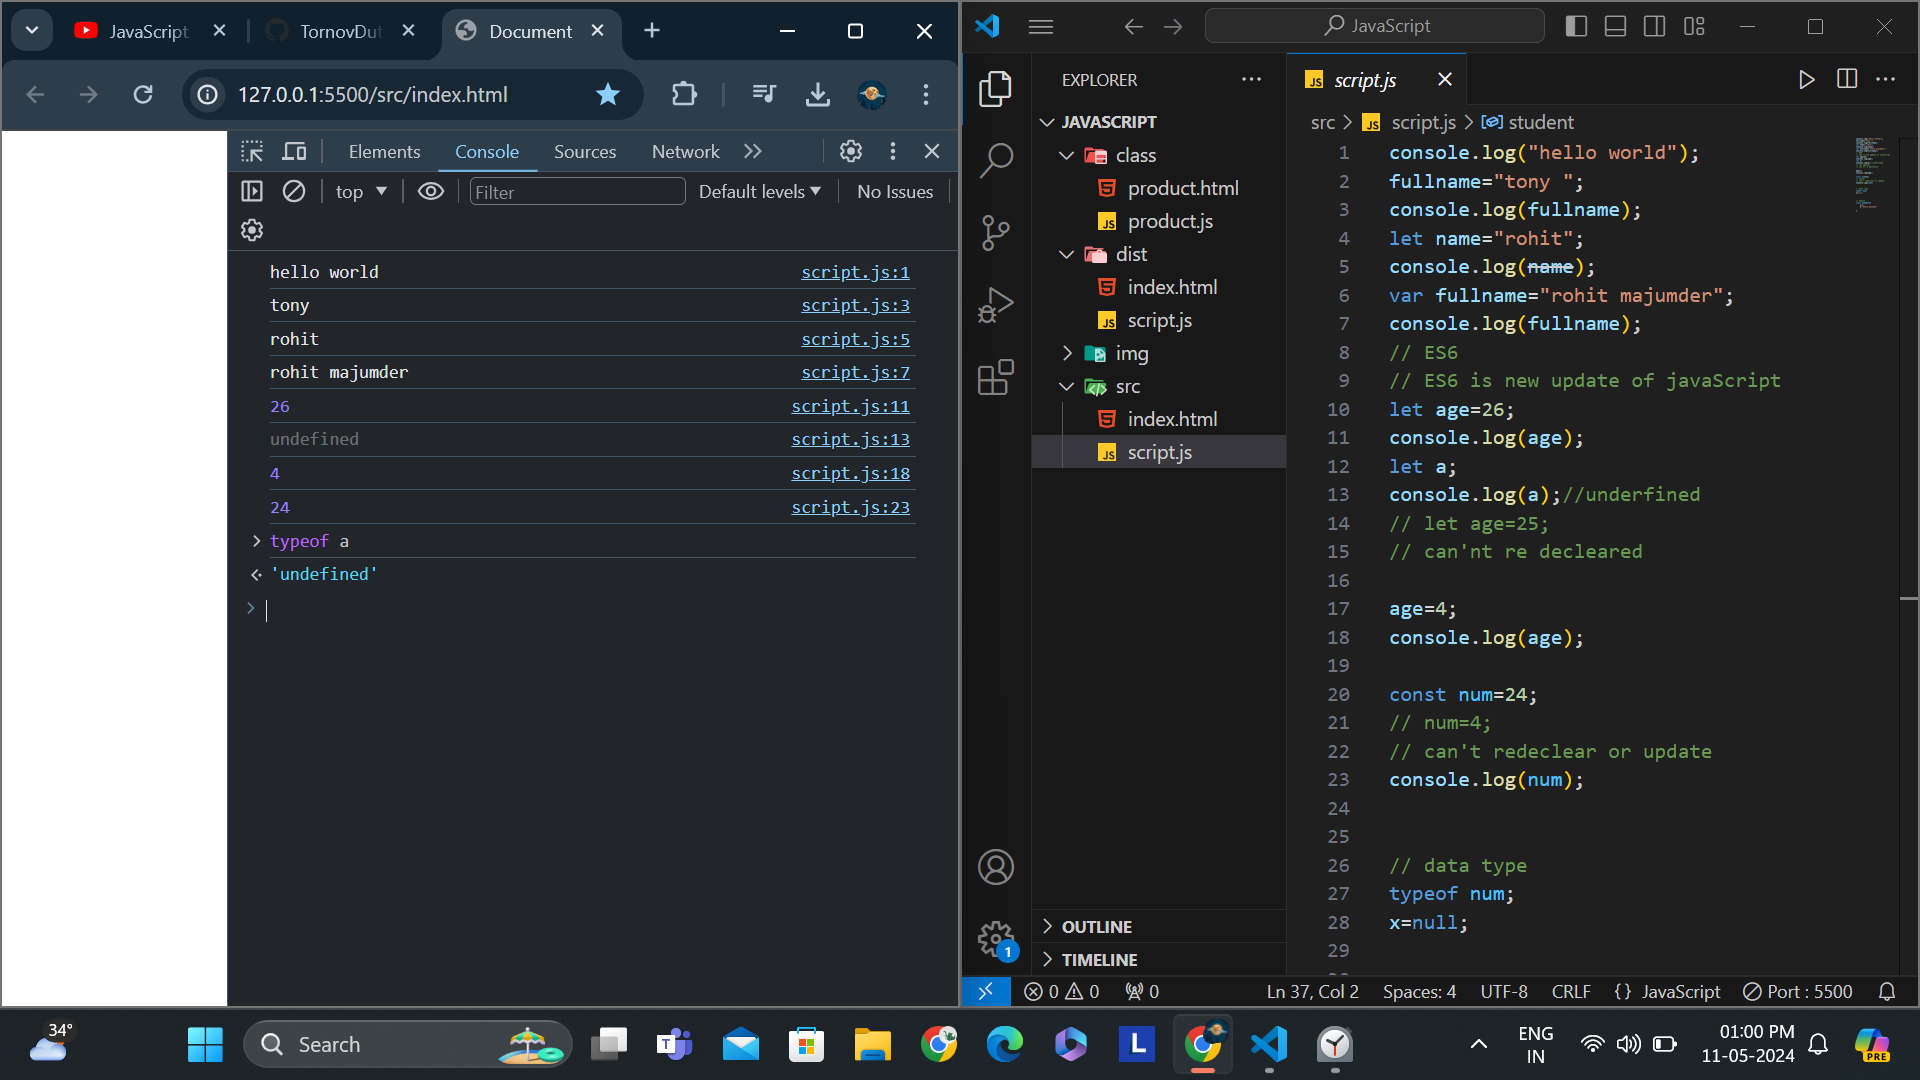 JavaScript
TornovDut
Document
127.0.0.1:5500/src/index.html
Elements
Console
Sources
Network
top
Filter
Default levels
No Issues
hello world script.js:1
tony script.js:3
rohit script.js:5
rohit majumder script.js:7
26 script.js:11
undefined script.js:13
4 script.js:18
24 script.js:23
typeof a
'undefined'
JavaScript
EXPLORER
JAVASCRIPT
class
product.html
product.js
dist
index.html
script.js
img
src
index.html
script.js
OUTLINE
TIMELINE
script.js
src > script.js > student
1 console.log("hello world");
2 fullname="tony ";
3 console.log(fullname);
4 let name="rohit";
5 console.log(name);
6 var fullname="rohit majumder";
7 console.log(fullname);
8 // ES6
9 // ES6 is new update of javaScript
10 let age=26;
11 console.log(age);
12 let a;
13 console.log(a);//underfined
14 // let age=25;
15 // can'nt re decleared
16
17 age=4;
18 console.log(age);
19
20 const num=24;
21 // num=4;
22 // can't redeclear or update
23 console.log(num);
24
25
26 // data type
27 typeof num;
28 x=null;
29
1
0 0 0
Ln 37, Col 2
Spaces: 4
UTF-8
CRLF
{} JavaScript
Port : 5500
34°
Search
T
L
PRE
ENG
IN
01:00 PM
11-05-2024